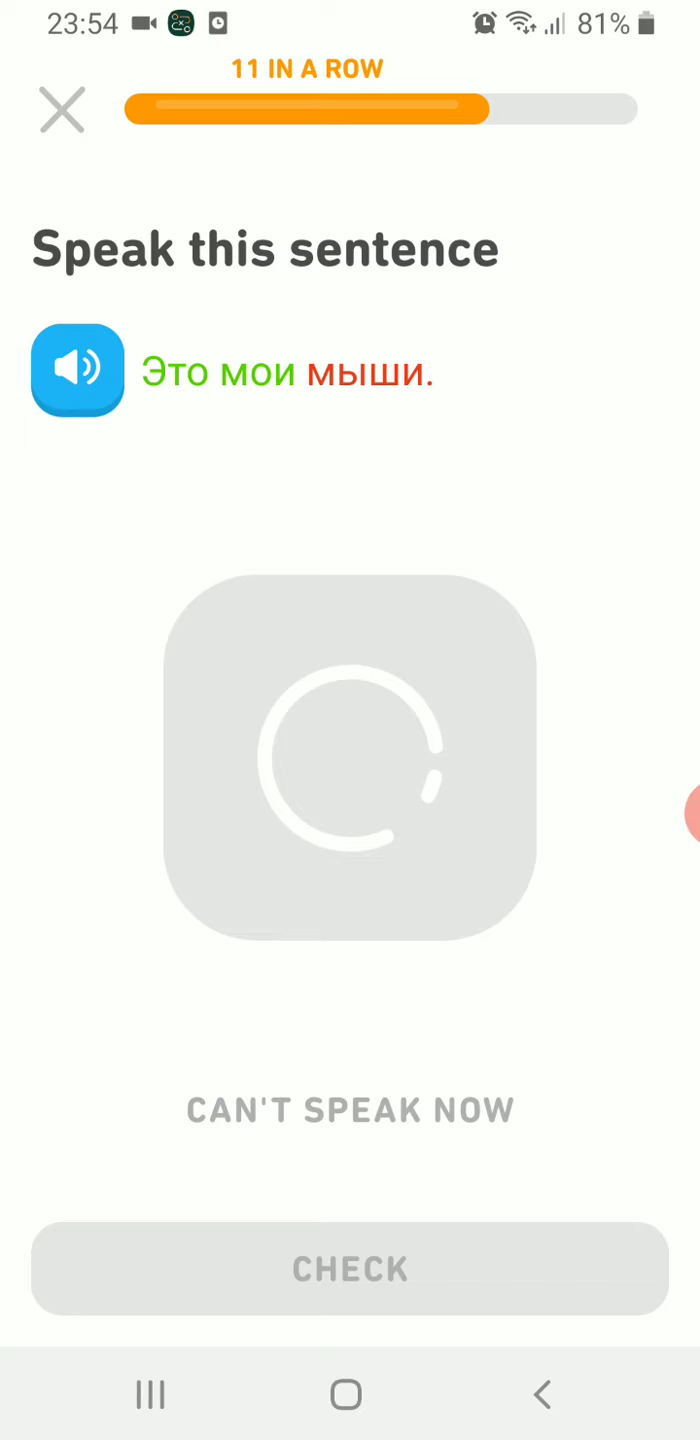 23:54 81%
11 IN A ROW
Speak this sentence
Это мои мыши.
CAN'T SPEAK NOW
CHECK